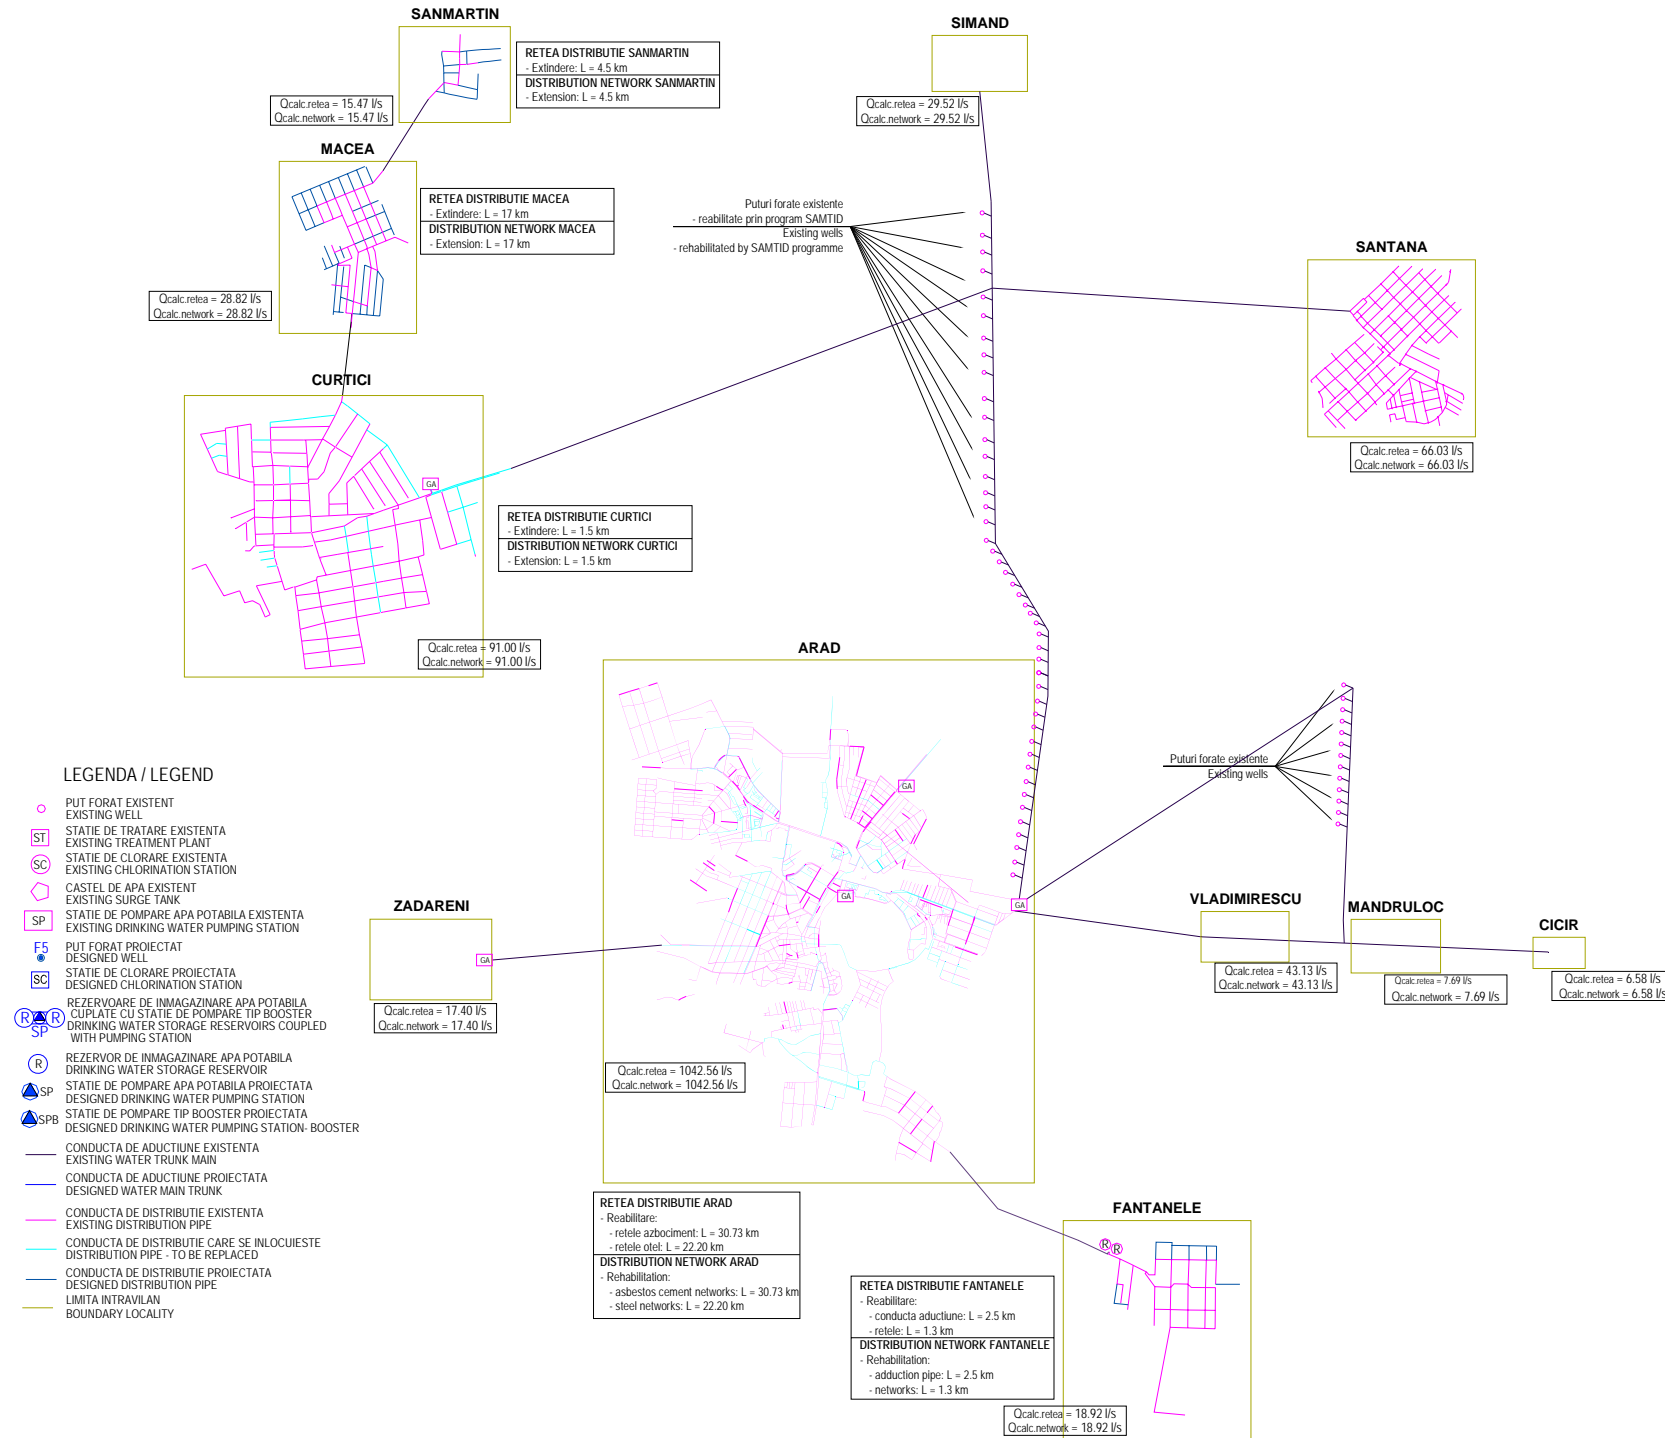 SANMARTIN
RETEA DISTRIBUTIE SANMARTIN
- Extindere: L = 4.5 km
DISTRIBUTION NETWORK SANMARTIN
- Extension: L = 4.5 km
Qcalc.retea = 15.47 l/s
Qcalc.network = 15.47 l/s
SIMAND
Qcalc.retea = 29.52 l/s
Qcalc.network = 29.52 l/s
MACEA
RETEA DISTRIBUTIE MACEA
- Extindere: L = 17 km
DISTRIBUTION NETWORK MACEA
- Extension: L = 17 km
Qcalc.retea = 28.82 l/s
Qcalc.network = 28.82 l/s
Puturi forate existente
- reabilitate prin program SAMTID
Existing wells
- rehabilitated by SAMTID programme
SANTANA
Qcalc.retea = 66.03 l/s
Qcalc.network = 66.03 l/s
CURTICI
GA
RETEA DISTRIBUTIE CURTICI
- Extindere: L = 1.5 km
DISTRIBUTION NETWORK CURTICI
- Extension: L = 1.5 km
Qcalc.retea = 91.00 l/s
Qcalc.network = 91.00 l/s
ARAD
GA
GA
GA
Qcalc.retea = 1042.56 l/s
Qcalc.network = 1042.56 l/s
Puturi forate existente
Existing wells
ZADARENI
GA
Qcalc.retea = 17.40 l/s
Qcalc.network = 17.40 l/s
VLADIMIRESCU
Qcalc.retea = 43.13 l/s
Qcalc.network = 43.13 l/s
MANDRULOC
Qcalc.retea = 7.69 l/s
Qcalc.network = 7.69 l/s
CICIR
Qcalc.retea = 6.58 l/s
Qcalc.network = 6.58 l/s
RETEA DISTRIBUTIE ARAD
- Reabilitare:
- retele azbociment: L = 30.73 km
- retele otel: L = 22.20 km
DISTRIBUTION NETWORK ARAD
- Rehabilitation:
- asbestos cement networks: L = 30.73 km
- steel networks: L = 22.20 km
FANTANELE
R
R
RETEA DISTRIBUTIE FANTANELE
- Reabilitare:
- conducta aductiune: L = 2.5 km
- retele: L = 1.3 km
DISTRIBUTION NETWORK FANTANELE
- Rehabilitation:
- adduction pipe: L = 2.5 km
- networks: L = 1.3 km
Qcalc.retea = 18.92 l/s
Qcalc.network = 18.92 l/s
LEGENDA / LEGEND
PUT FORAT EXISTENT
EXISTING WELL
ST
STATIE DE TRATARE EXISTENTA
EXISTING TREATMENT PLANT
SC
STATIE DE CLORARE EXISTENTA
EXISTING CHLORINATION STATION
CASTEL DE APA EXISTENT
EXISTING SURGE TANK
SP
STATIE DE POMPARE APA POTABILA EXISTENTA
EXISTING DRINKING WATER PUMPING STATION
F5
PUT FORAT PROIECTAT
DESIGNED WELL
SC
STATIE DE CLORARE PROIECTATA
DESIGNED CHLORINATION STATION
R R
SP
REZERVOARE DE INMAGAZINARE APA POTABILA
CUPLATE CU STATIE DE POMPARE TIP BOOSTER
DRINKING WATER STORAGE RESERVOIRS COUPLED
WITH PUMPING STATION
R
REZERVOR DE INMAGAZINARE APA POTABILA
DRINKING WATER STORAGE RESERVOIR
SP
STATIE DE POMPARE APA POTABILA PROIECTATA
DESIGNED DRINKING WATER PUMPING STATION
SPB
STATIE DE POMPARE TIP BOOSTER PROIECTATA
DESIGNED DRINKING WATER PUMPING STATION- BOOSTER
CONDUCTA DE ADUCTIUNE EXISTENTA
EXISTING WATER TRUNK MAIN
CONDUCTA DE ADUCTIUNE PROIECTATA
DESIGNED WATER MAIN TRUNK
CONDUCTA DE DISTRIBUTIE EXISTENTA
EXISTING DISTRIBUTION PIPE
CONDUCTA DE DISTRIBUTIE CARE SE INLOCUIESTE
DISTRIBUTION PIPE - TO BE REPLACED
CONDUCTA DE DISTRIBUTIE PROIECTATA
DESIGNED DISTRIBUTION PIPE
LIMITA INTRAVILAN
BOUNDARY LOCALITY